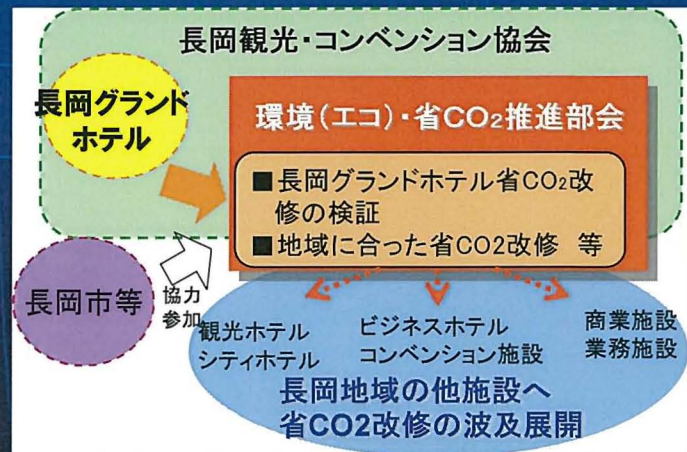 長岡観光・コンベンション協会
長岡グランド
ホテル
環境(エコ)・省CO₂推進部会
■長岡グランドホテル省CO₂改
修の検証
■地域に合った省CO2改修 等
長岡市等
協力
参加
観光ホテル
シティホテル
ビジネスホテル
コンベンション施設
商業施設
業務施設
長岡地域の他施設へ
省CO2改修の波及展開